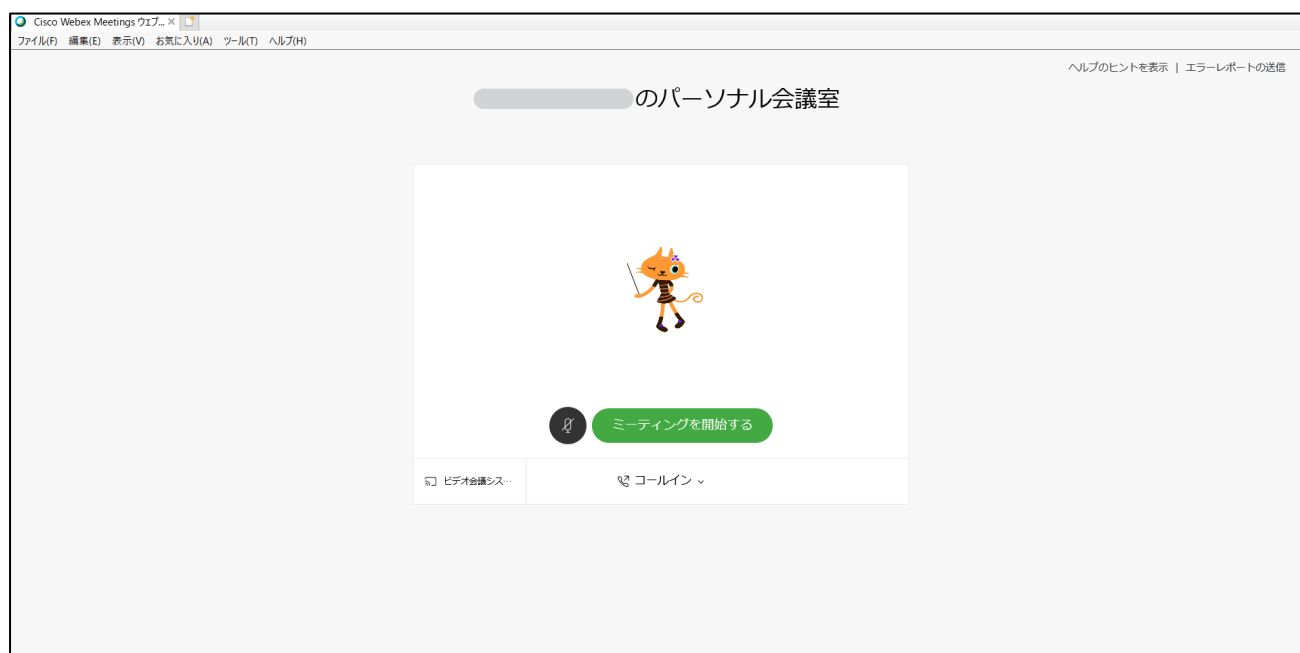 Cisco Webex Meetings ウエブ... ×
ファイル(F) 編集(E) 表示(V) お気に入り(A) ツール(T) ヘルプ(H)
ヘルプのヒントを表示 | エラーレポートの送信
のパーソナル会議室
ミーティングを開始する
ビデオ会議シス…
コールイン